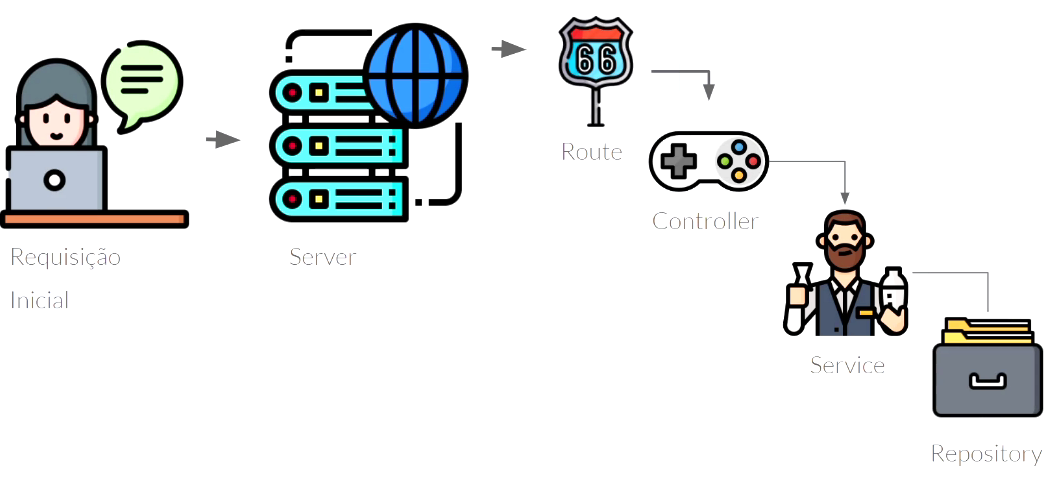 66
Route
Controller
Requisição
Inicial
Server
Service
Repository